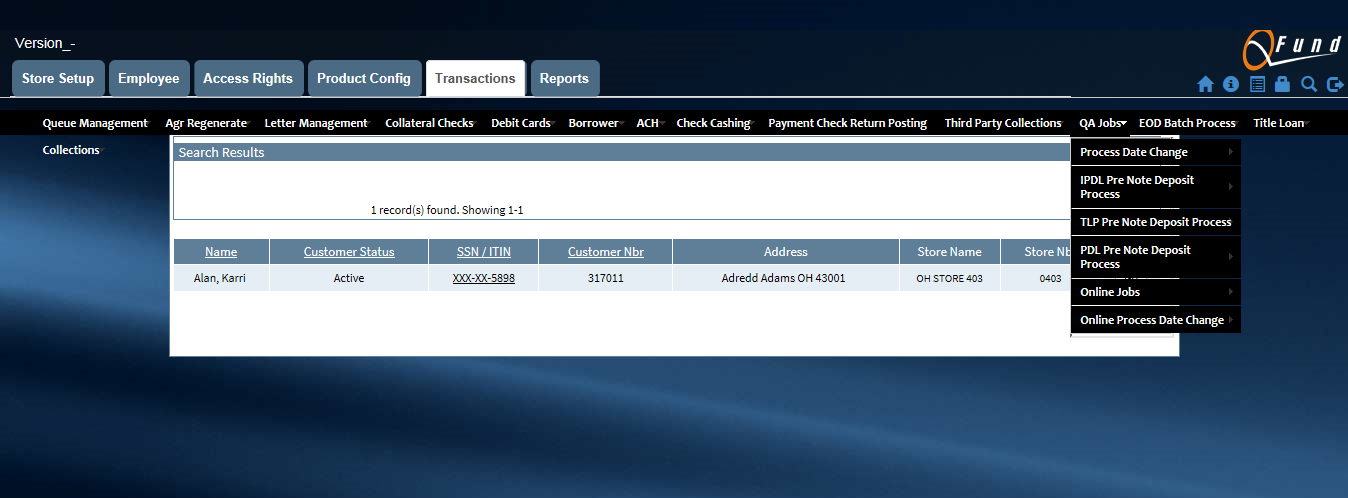 Version_-
Fund
Store Setup Employee Access Rights Product Config Transactions Reports
Queue Management Agr Regenerate Letter Management Collateral Checks Debit Cards Borrower ACH Check Cashing Payment Check Return Posting Third Party Collections QA Jobs EOD Batch Process Title Loan
Collections
Process Date Change
IPDL Pre Note Deposit
Process
TLP Pre Note Deposit Process
PDL Pre Note Deposit
Process
Online Jobs
Online Process Date Change
Search Results
1 record(s) found. Showing 1-1
Name Customer Status SSN / ITIN Customer Nbr Address Store Name Store
Alan, Karri Active XXX-XX-5898 317011 Adredd Adams OH 43001 OH STORE 403 0403